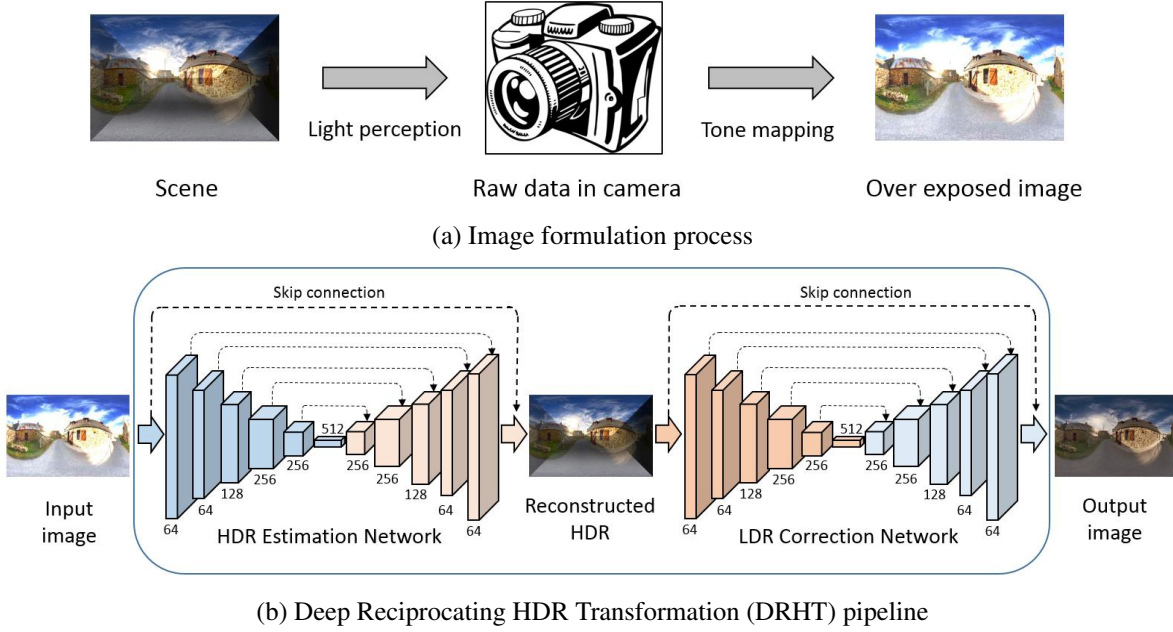 Light perception
Tone mapping
Scene
Raw data in camera
Over exposed image
(a) Image formulation process
Skip connection
Skip connection
512
512
256
256
256
256
256
256
256
256
128
128
128
128
64
64
64
64
64
64
64
64
Input
image
HDR Estimation Network
Reconstructed
HDR
LDR Correction Network
Output
image
(b) Deep Reciprocating HDR Transformation (DRHT) pipeline